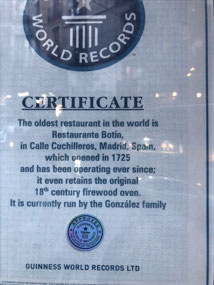 WORLD RECORDS
CERTIFICATE
The oldest restaurant in the world is
Restaurante Botín,
in Calle Cuchilleros, Madrid, Spain,
which opened in 1725
and has been operating ever since;
it even retains the original
18th century firewood oven.
It is currently run by the González family
APPROVED
GUINNESS WORLD RECORDS LTD